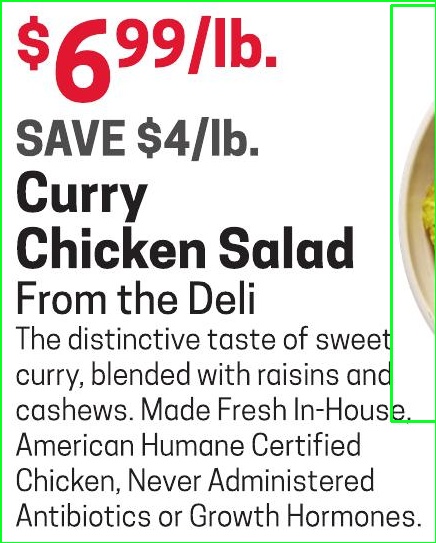 $6.99/lb.
SAVE $4/lb.
Curry
Chicken Salad
From the Deli
The distinctive taste of sweet
curry, blended with raisins and
cashews. Made Fresh In-House,
American Humane Certified
Chicken, Never Administered
Antibiotics or Growth Hormones.